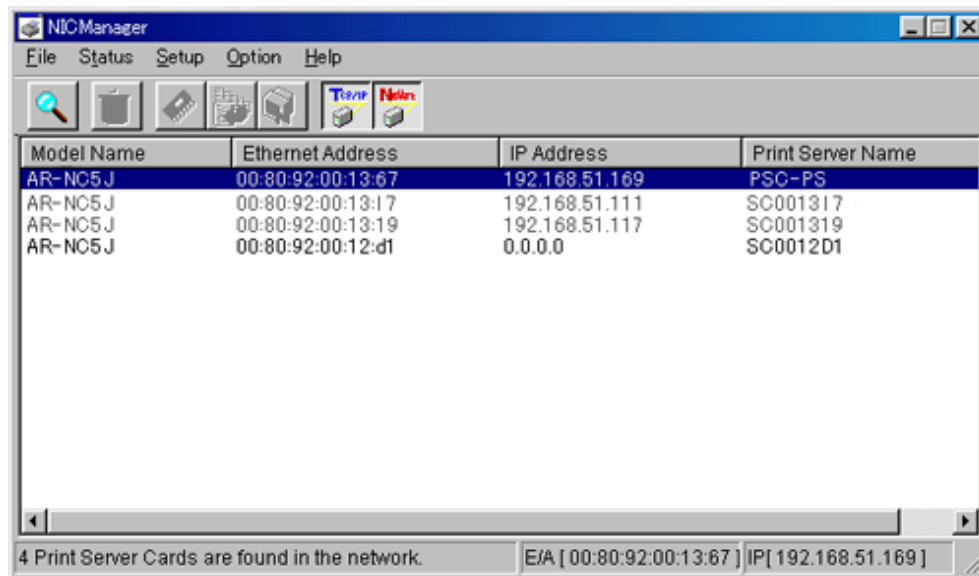 NICManager
File Status Setup Option Help
TCP/IP NetWare
Model Name Ethernet Address IP Address Print Server Name
AR-NC5J 00:80:92:00:13:67 192.168.51.169 PSC-PS
AR-NC5J 00:80:92:00:13:17 192.168.51.111 SC001317
AR-NC5J 00:80:92:00:13:19 192.168.51.117 SC001319
AR-NC5J 00:80:92:00:12:d1 0.0.0.0 SC0012D1
4 Print Server Cards are found in the network. E/A [ 00:80:92:00:13:67 ] IP[ 192.168.51.169 ]